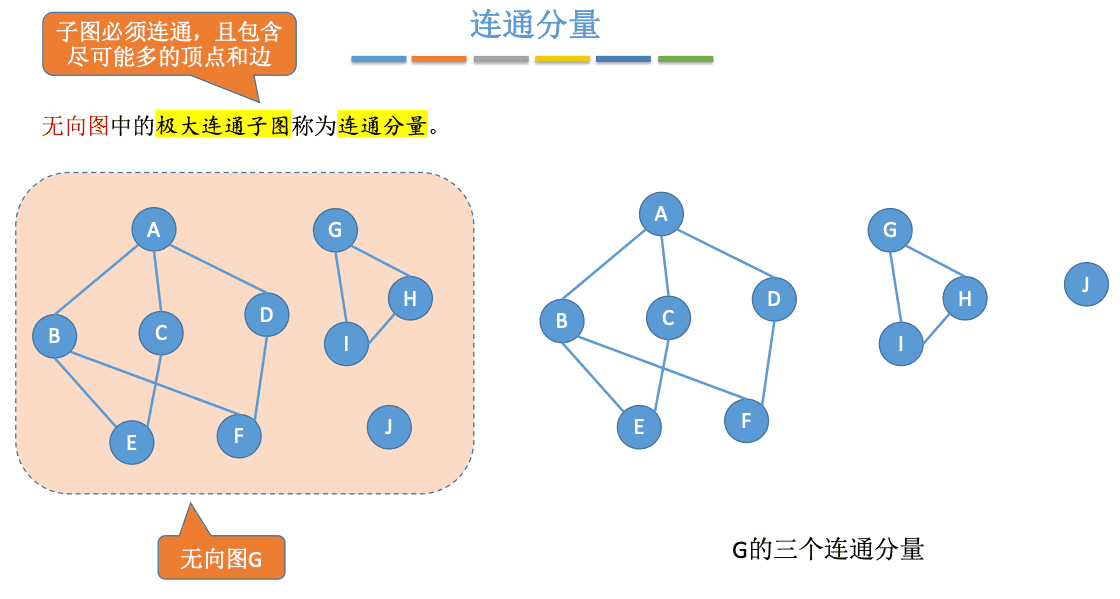 连通分量
子图必须连通，且包含
尽可能多的顶点和边
无向图中的极大连通子图称为连通分量。
A
G
H
D
B
C
I
E
F
J
无向图G
A
G
J
D
H
B
C
I
E
F
G的三个连通分量